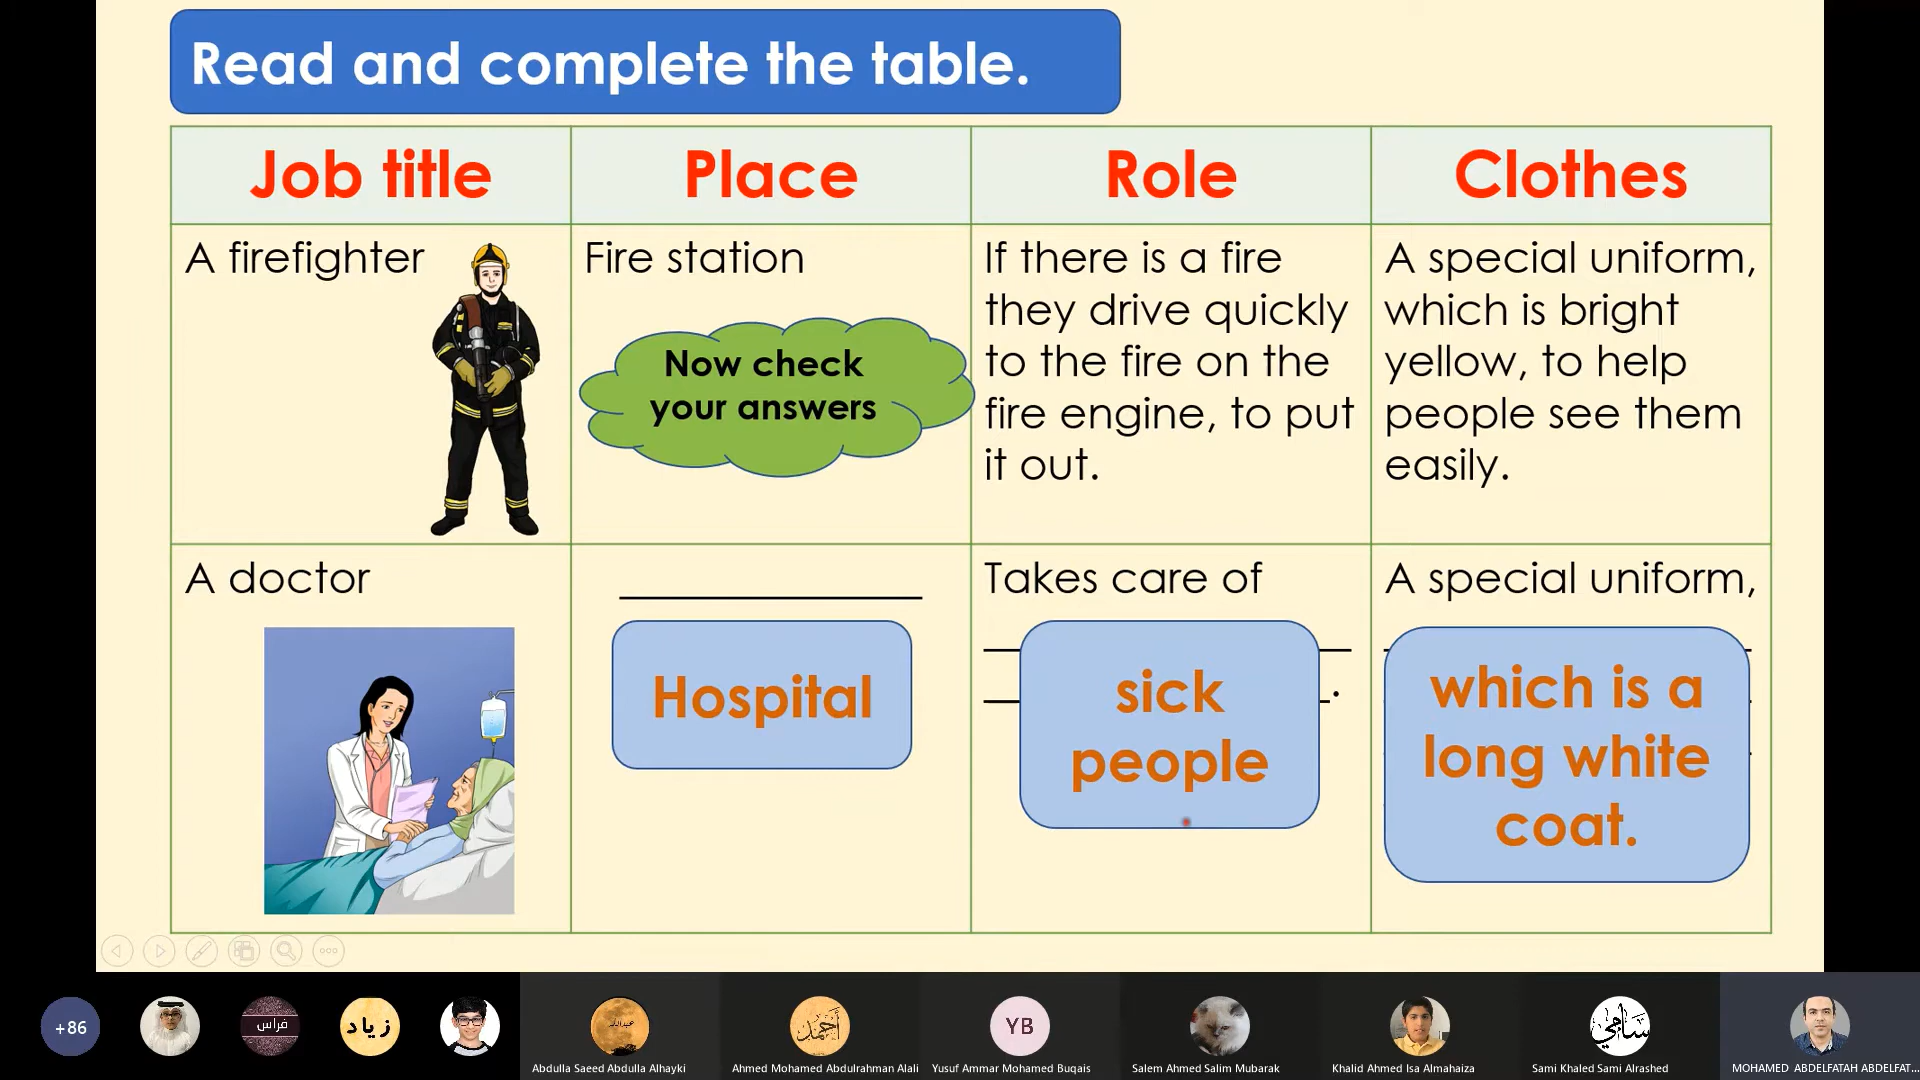 Read and complete the table.
Job title
Place
Role
Clothes
A firefighter
Fire station
Now check
your answers
If there is a fire
they drive quickly
to the fire on the
fire engine, to put
it out.
A special uniform,
which is bright
yellow, to help
people see them
easily.
A doctor
Hospital
Takes care of
sick
people
.
A special uniform,
which is a
long white
coat.
+86
فراس
زياد
أحمد
YB
سامي
Abdulla Saeed Abdulla Alhayki
Ahmed Mohamed Abdulrahman Alali
Yusuf Ammar Mohamed Buqais
Salem Ahmed Salim Mubarak
Khalid Ahmed Isa Almahaiza
Sami Khaled Sami Alrashed
MOHAMED ABDELFATAH ABDELFAT...